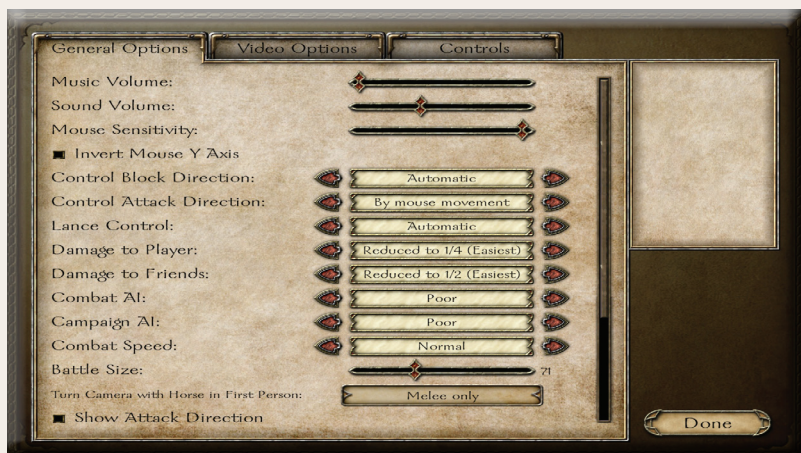 General Options
Video Options
Controls
Music Volume:
Sound Volume:
Mouse Sensitivity:
Invert Mouse Y Axis
Control Block Direction: Automatic
Control Attack Direction: By mouse movement
Lance Control: Automatic
Damage to Player: Reduced to 1/4 (Easiest)
Damage to Friends: Reduced to 1/2 (Easiest)
Combat AI: Poor
Campaign AI: Poor
Combat Speed: Normal
Battle Size: 71
Turn Camera with Horse in First Person: Melee only
Show Attack Direction
Done